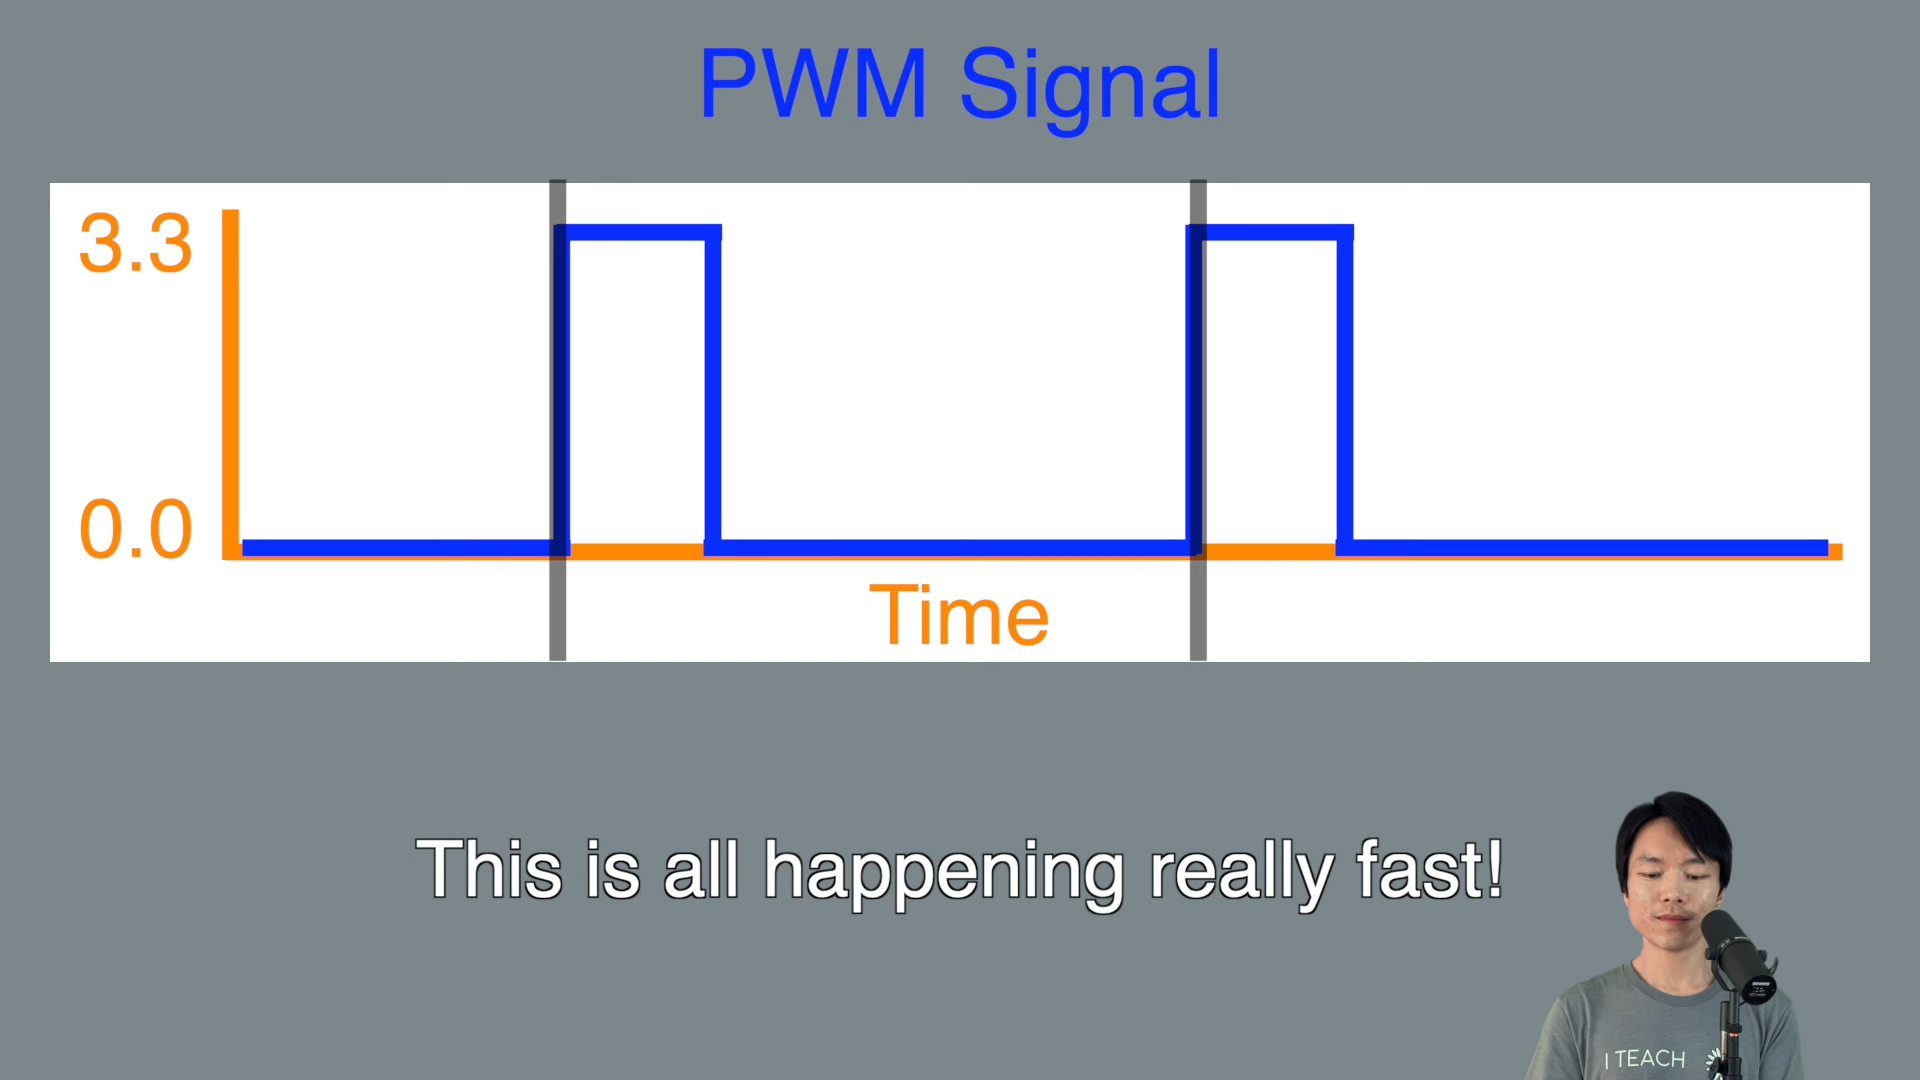 PWM Signal
3.3
0.0
Time
This is all happening really fast!
I TEACH